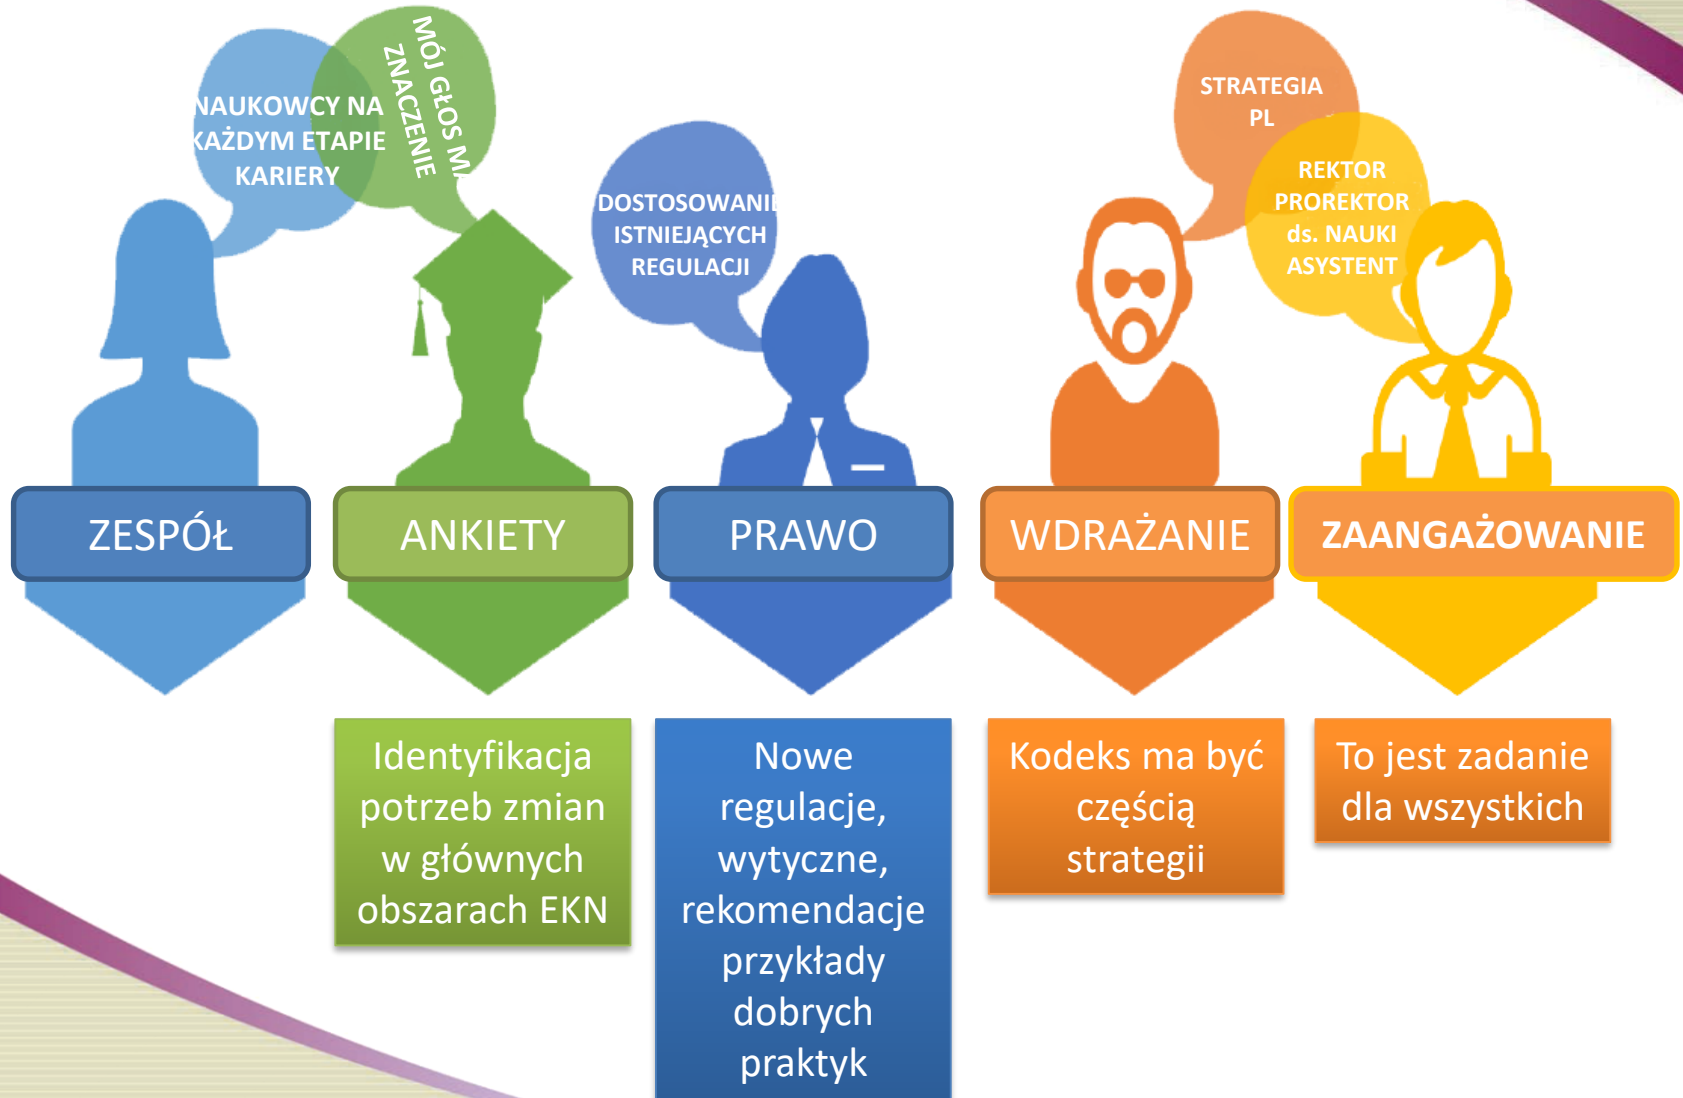 NAUKOWCY NA
KAŻDYM ETAPIE
KARIERY
MÓJ GŁOS MA
ZNACZENIE
DOSTOSOWANIE
ISTNIEJĄCYCH
REGULACJI
STRATEGIA
PL
REKTOR
PROREKTOR
ds. NAUKI
ASYSTENT
ZESPÓŁ
ANKIETY
PRAWO
WDRAŻANIE
ZAANGAŻOWANIE
Identyfikacja
potrzeb zmian
w głównych
obszarach EKN
Nowe
regulacje,
wytyczne,
rekomendacje
przykłady
dobrych
praktyk
Kodeks ma być
częścią
strategii
To jest zadanie
dla wszystkich